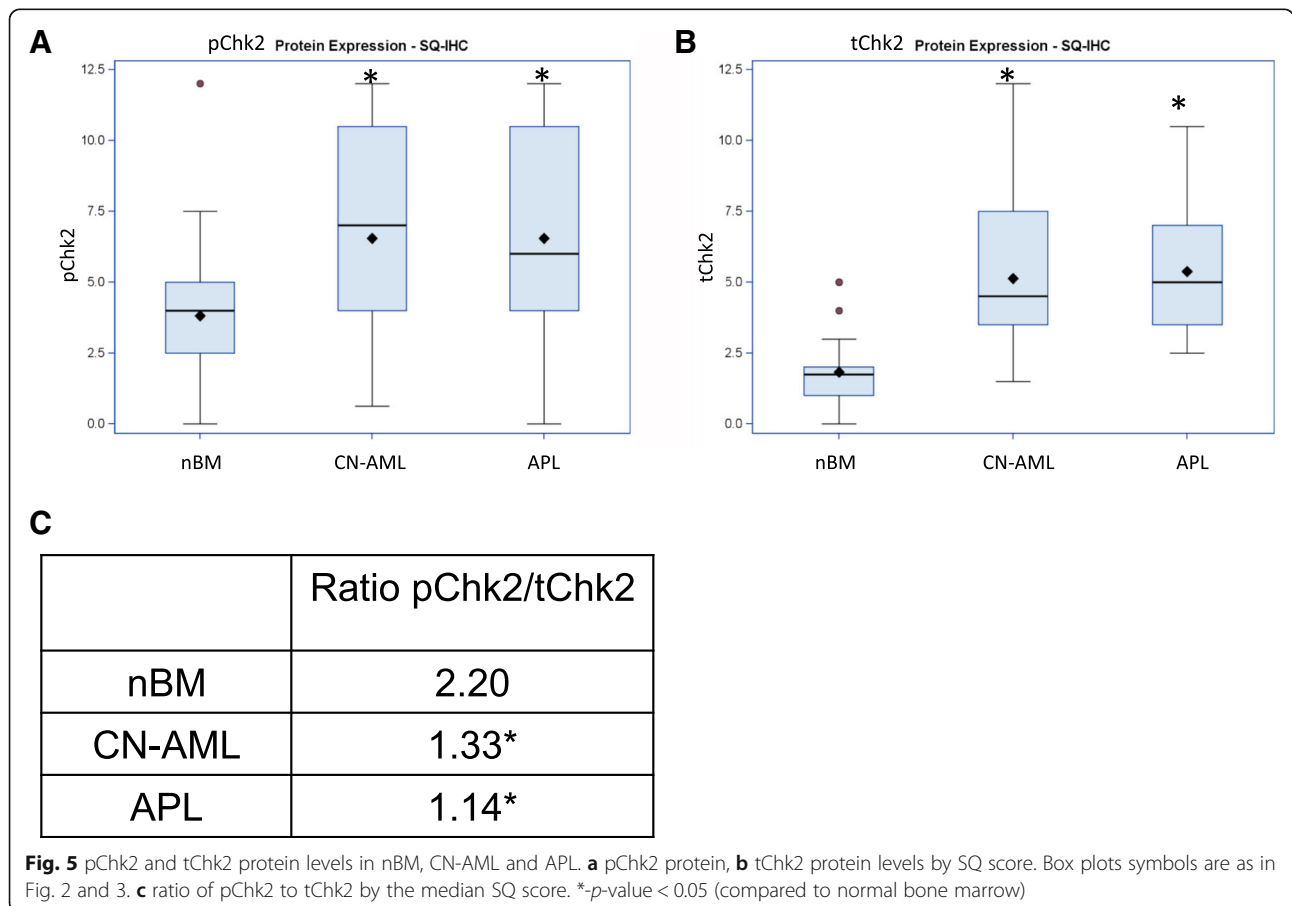 A
pChk2 Protein Expression - SQ-IHC
12.5
10.0
7.5
5.0
2.5
0.0
pChk2
*
*
nBM
CN-AML
APL
B
tChk2 Protein Expression - SQ-IHC
12.5
10.0
7.5
5.0
2.5
0.0
tChk2
*
*
nBM
CN-AML
APL
C
Ratio pChk2/tChk2
nBM 2.20
CN-AML 1.33*
APL 1.14*
Fig. 5 pChk2 and tChk2 protein levels in nBM, CN-AML and APL. a pChk2 protein, b tChk2 protein levels by SQ score. Box plots symbols are as in
Fig. 2 and 3. c ratio of pChk2 to tChk2 by the median SQ score. *-p-value < 0.05 (compared to normal bone marrow)